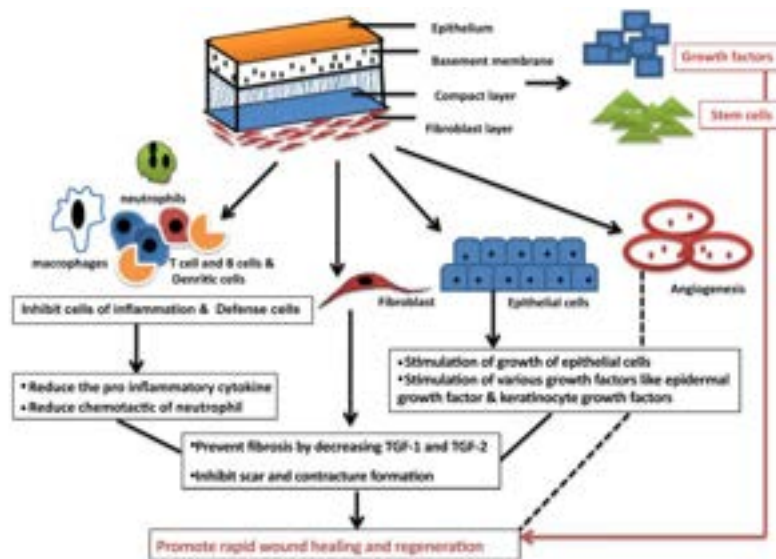 Epithelium
Basement membrane
Compact layer
Fibroblast layer
Growth factors
Stem cells
neutrophils
macrophages
T cell and B cells &
Denritic cells
Inhibit cells of inflammation & Defense cells
Fibroblast
Epithelial cells
Angiogenesis
•Reduce the pro inflammatory cytokine
•Reduce chemotactic of neutrophil
•Stimulation of growth of epithelial cells
•Stimulation of various growth factors like epidermal
growth factor & keratinocyte growth factors
•Prevent fibrosis by decreasing TGF-1 and TGF-2
•Inhibit scar and contracture formation
Promote rapid wound healing and regeneration